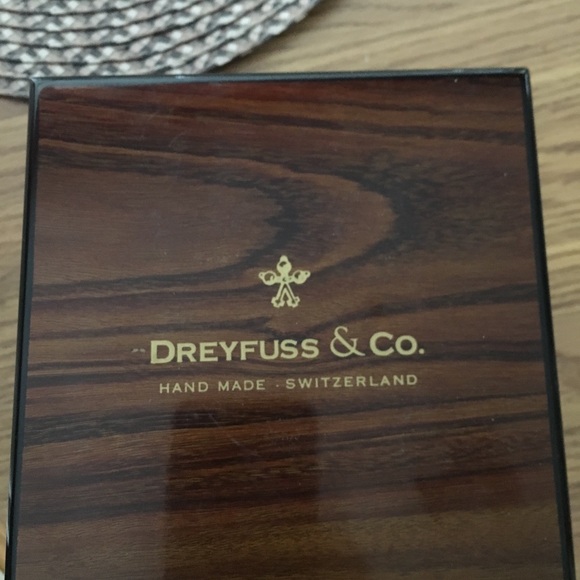 DREYFUSS & CO.
HAND MADE · SWITZERLAND